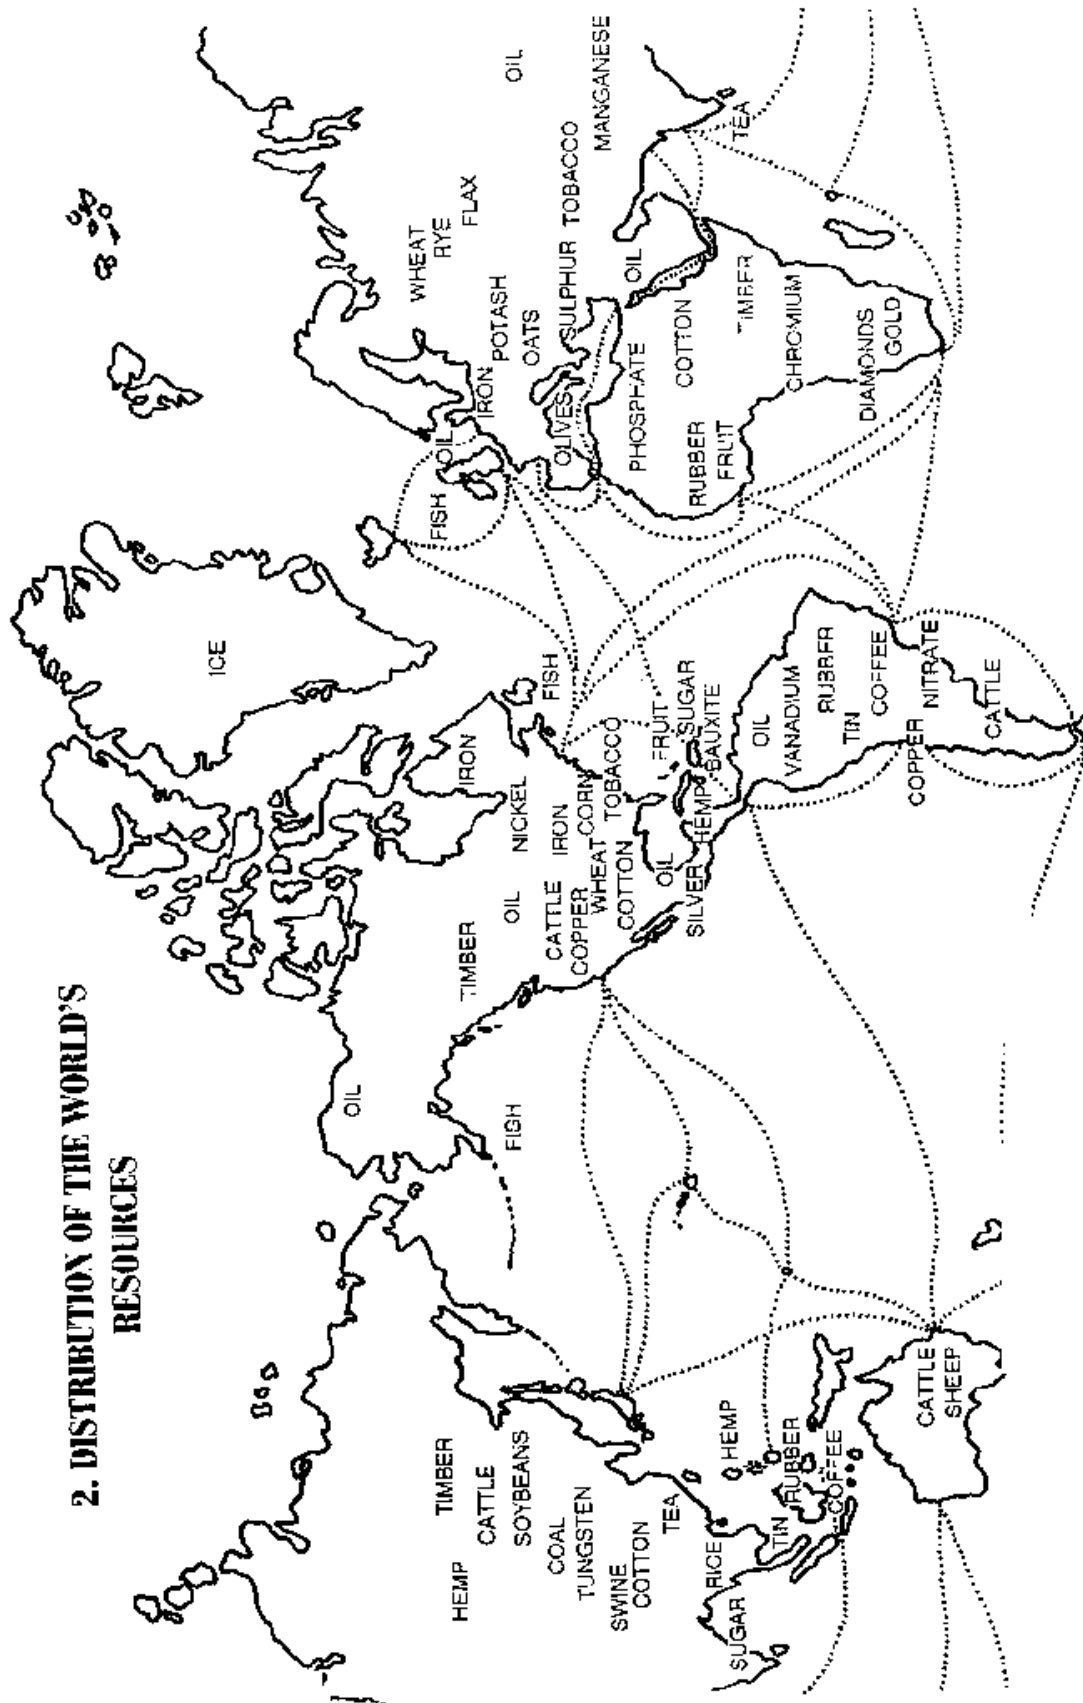 2. DISTRIBUTION OF THE WORLD'S
RESOURCES
ICE
OIL
FISH
TIMBER
OIL
NICKEL
IRON
FISH
CATTLE
COPPER
IRON
WHEAT
CORN
COTTON
TOBACCO
OIL
FRUIT
SILVER
HEMP
SUGAR
BAUXITE
OIL
VANADIUM
RUBBER
TIN
COFFEE
COPPER
NITRATE
CATTLE
FISH
OIL
IRON
POTASH
OATS
WHEAT
RYE
FLAX
OIL
OLIVES
SULPHUR
TOBACCO
MANGANESE
PHOSPHATE
OIL
COTTON
RUBBER
FRUIT
TIMBER
CHROMIUM
DIAMONDS
GOLD
TEA
HEMP
TIMBER
CATTLE
SOYBEANS
COAL
TUNGSTEN
SWINE
COTTON
TEA
RICE
SUGAR
HEMP
TIN
RUBBER
COFFEE
CATTLE
SHEEP